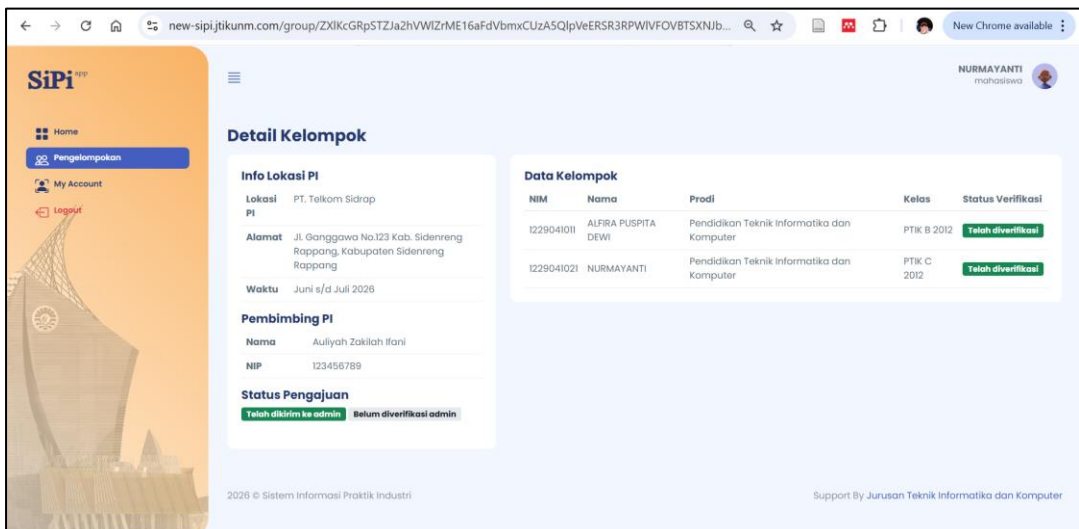 new-sipi.jtikunm.com/group/ZXlKcGRpSTZJa2hVWlZrME16aFdVbmxCUzA5QlpVeERSR3RPWlVFOVBTSXNJb...
New Chrome available
SiPi app
NURMAYANTI
mahasiswa
Home
Pengelompokan
My Account
Logout
Detail Kelompok
Info Lokasi PI
Lokasi PI PT. Telkom Sidrap
Alamat Jl. Ganggawa No.123 Kab. Sidenreng
Rappang, Kabupaten Sidenreng
Rappang
Waktu Juni s/d Juli 2026
Pembimbing PI
Nama Auliyah Zakilah Ifani
NIP 123456789
Status Pengajuan
Telah dikirim ke admin Belum diverifikasi admin
Data Kelompok
NIM Nama Prodi Kelas Status Verifikasi
1229041011 ALFIRA PUSPITA DEWI Pendidikan Teknik Informatika dan Komputer PTIK B 2012 Telah diverifikasi
1229041021 NURMAYANTI Pendidikan Teknik Informatika dan Komputer PTIK C 2012 Telah diverifikasi
2026 © Sistem Informasi Praktik Industri
Support By Jurusan Teknik Informatika dan Komputer